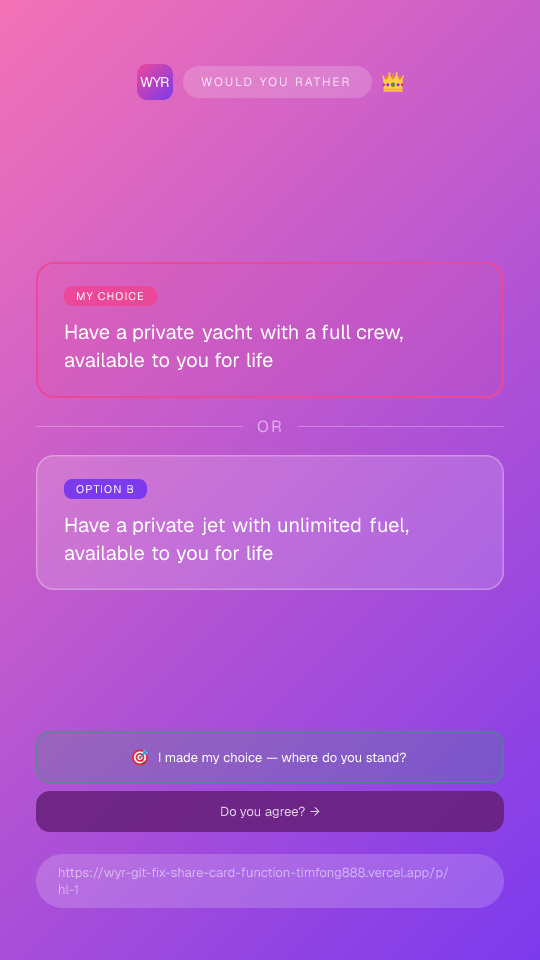 WYR
WOULD YOU RATHER
MY CHOICE
Have a private yacht with a full crew,
available to you for life
OR
OPTION B
Have a private jet with unlimited fuel,
available to you for life
I made my choice — where do you stand?
Do you agree? →
https://wyr-git-fix-share-card-function-timfong888.vercel.app/p/
hl-1